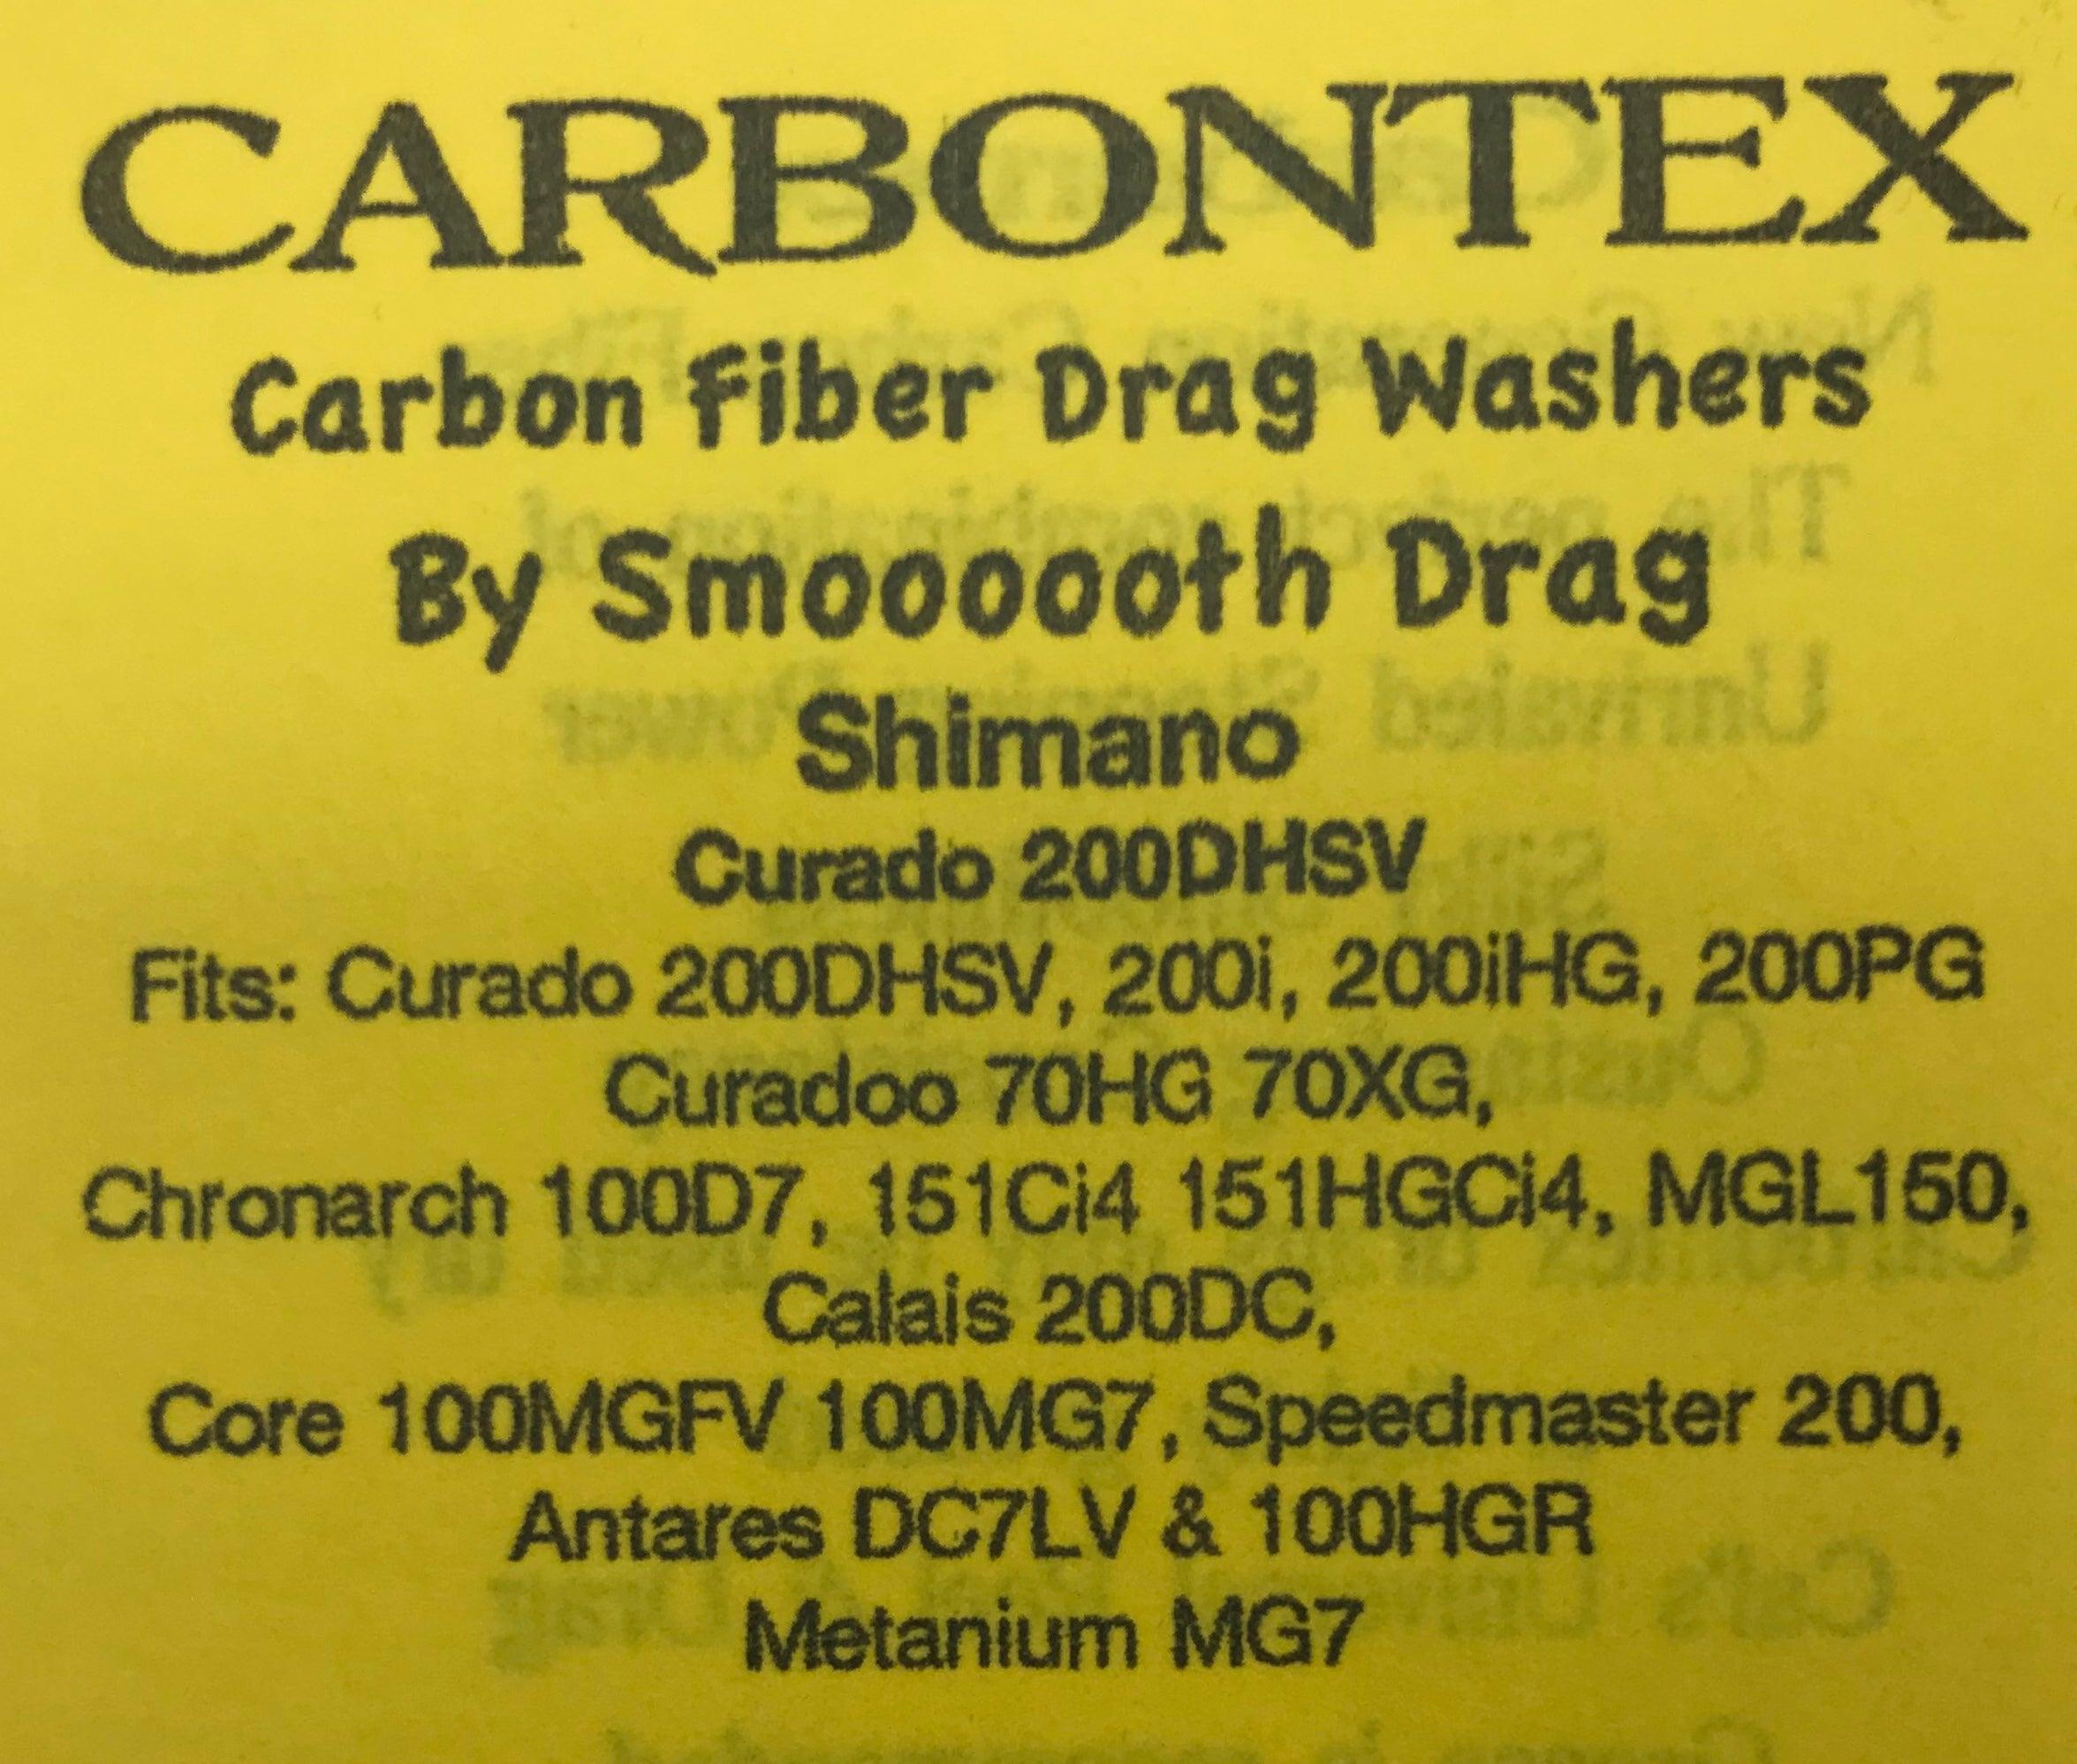 CARBONTEX
Carbon Fiber Drag Washers
By Smoooooth Drag
Shimano
Curado 200DHSV
Fits: Curado 200DHSV, 200i, 200iHG, 200PG
Curadoo 70HG 70XG,
Chronarch 100D7, 151Ci4 151HGCi4, MGL150,
Calais 200DC,
Core 100MGFV 100MG7, Speedmaster 200,
Antares DC7LV & 100HGR
Metanium MG7